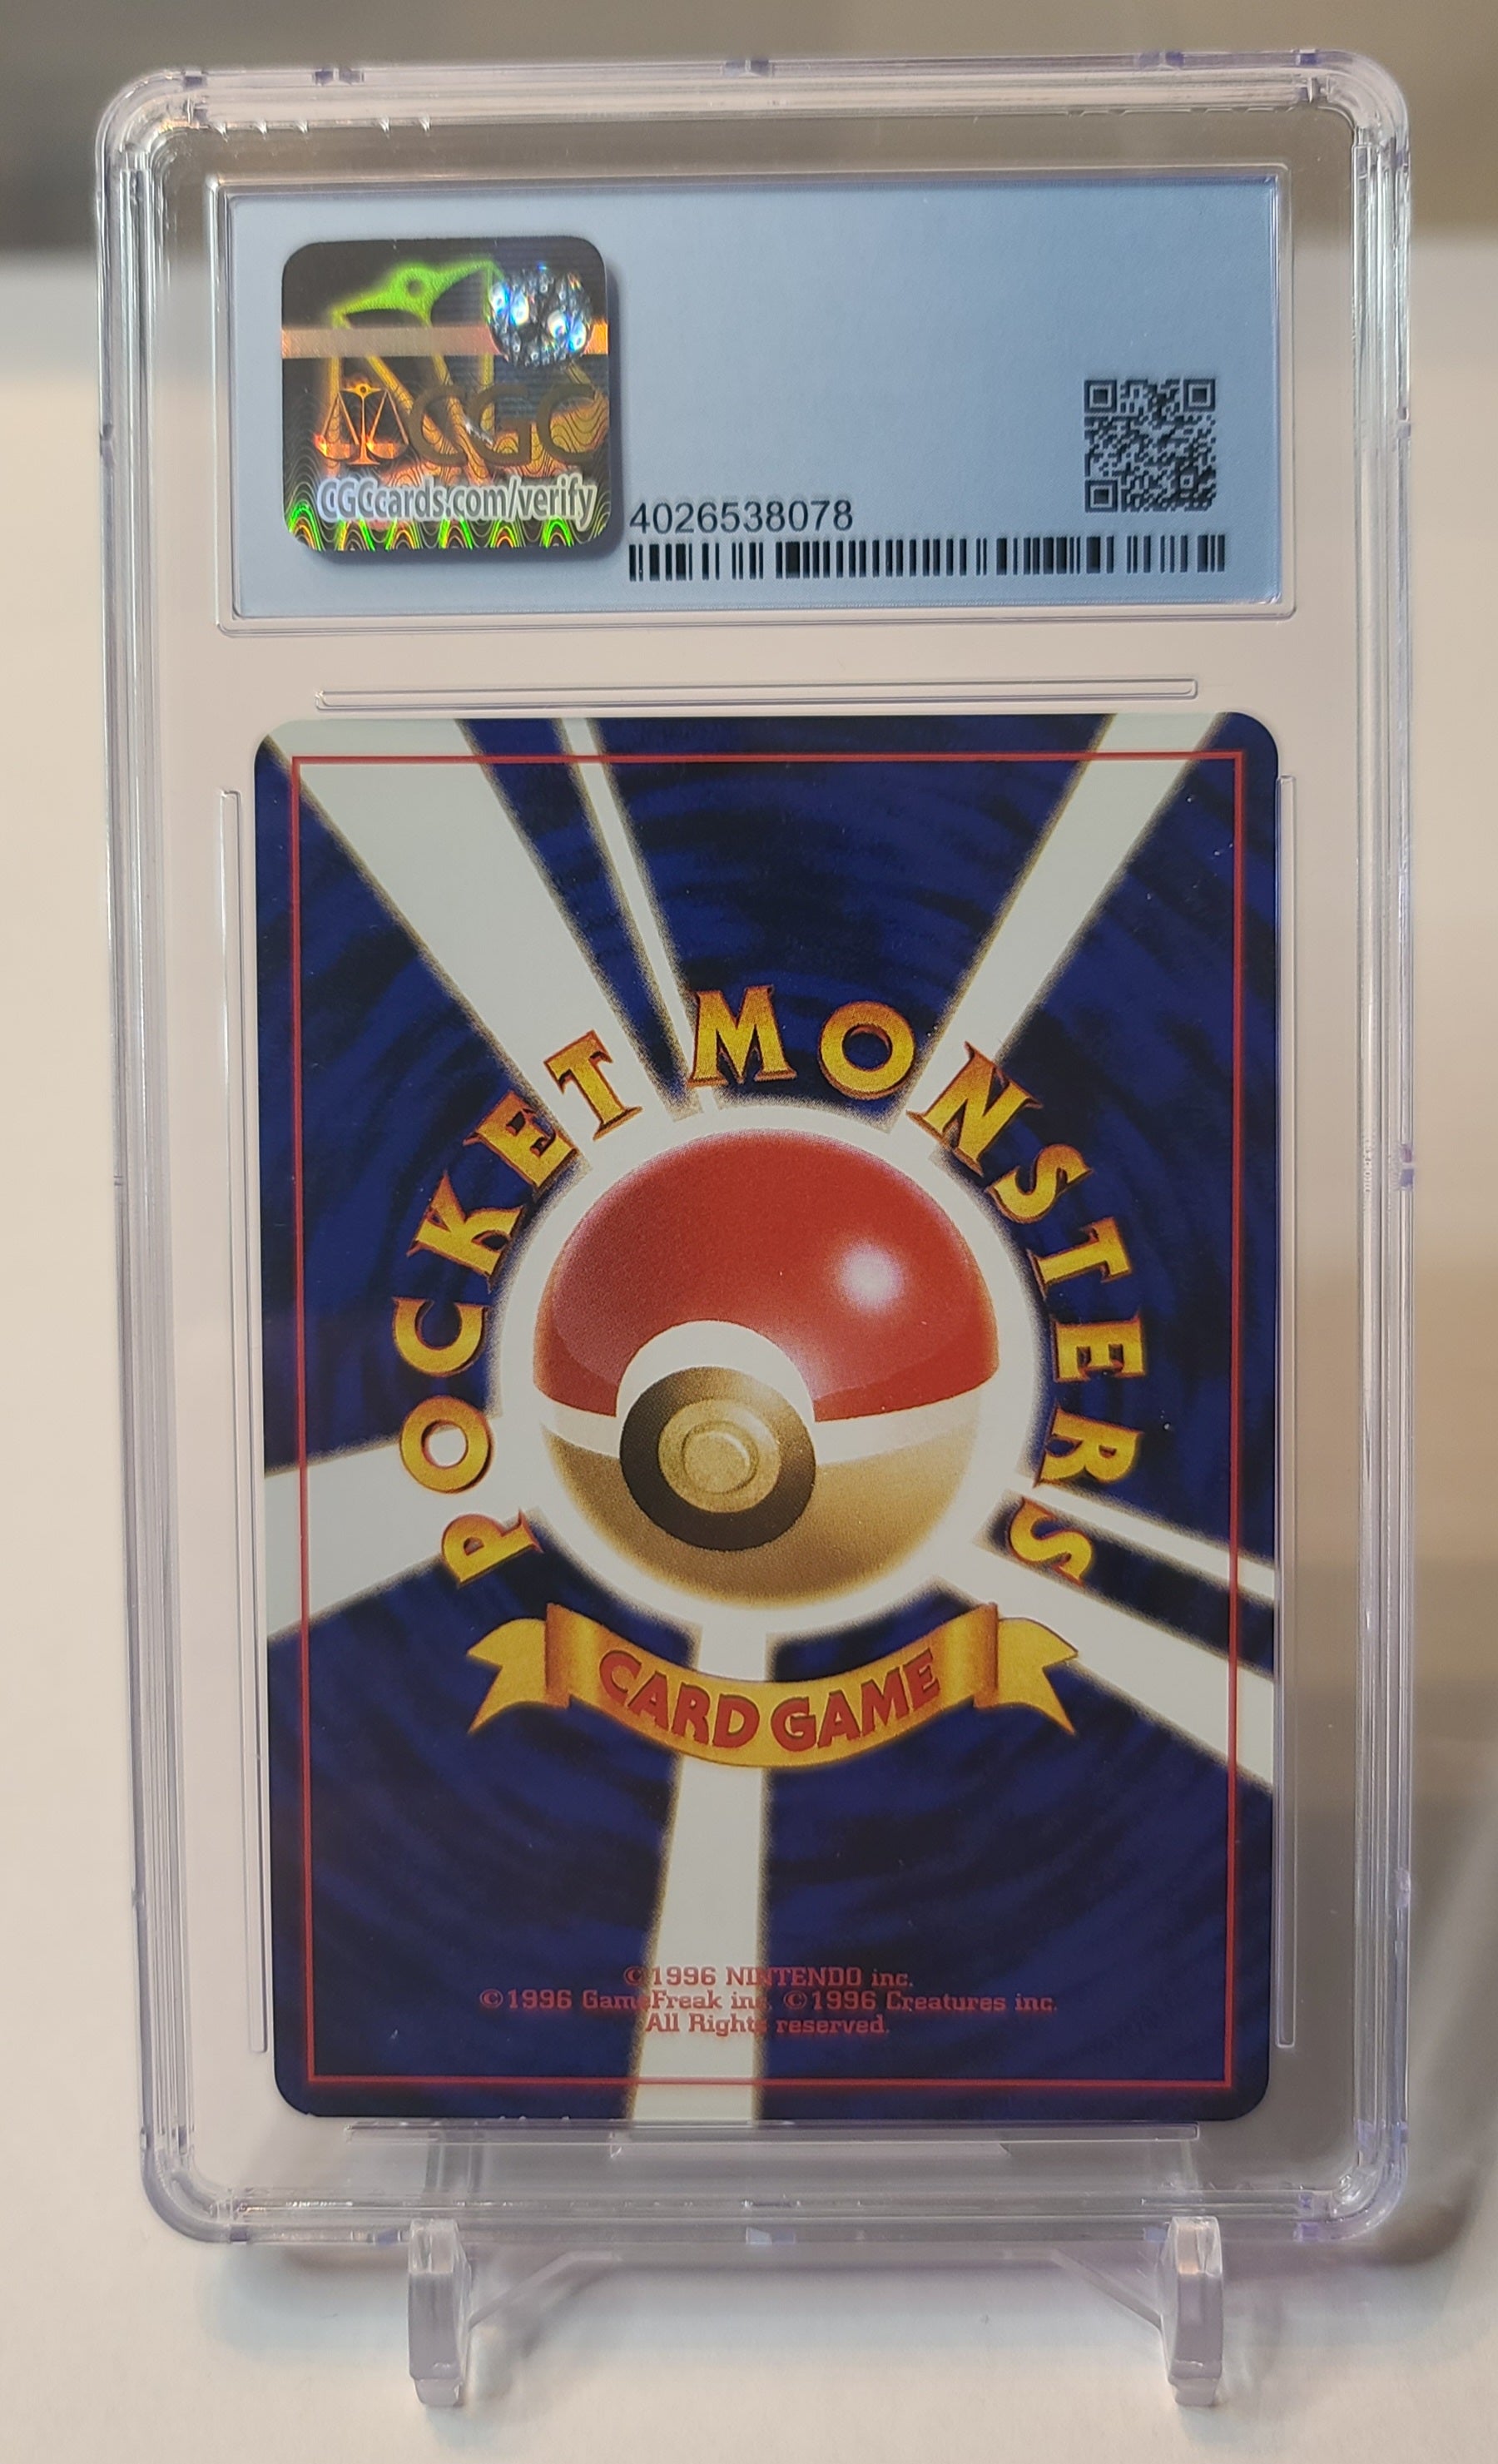 CGC
CGCcards.com/verify
4026538078
POCKET MONSTERS
CARD GAME
©1996 NINTENDO inc.
©1996 GameFreak inc. ©1996 Creatures inc.
All Rights reserved.